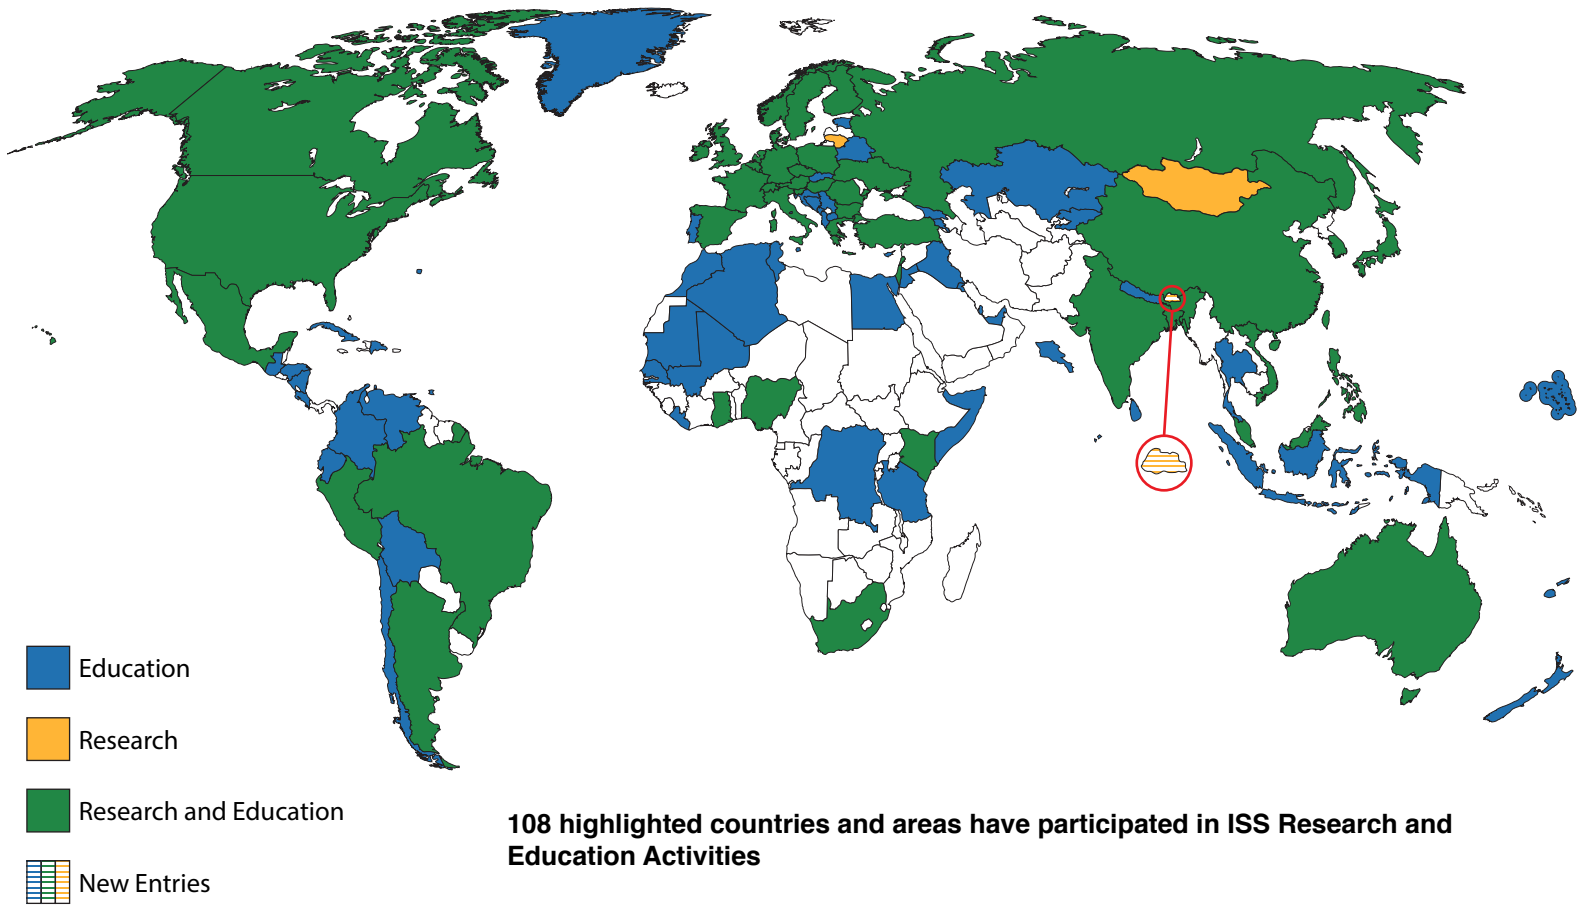 Education
Research
Research and Education
New Entries
108 highlighted countries and areas have participated in ISS Research and
Education Activities